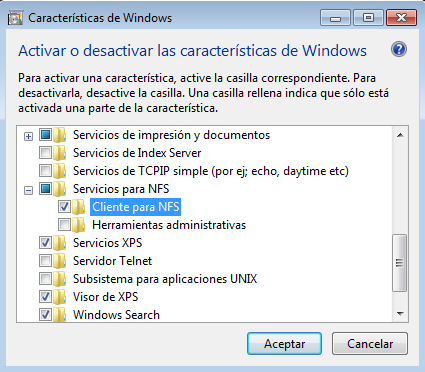 Características de Windows
Activar o desactivar las características de Windows
Para activar una característica, active la casilla correspondiente. Para
desactivarla, desactive la casilla. Una casilla rellena indica que sólo está
activada una parte de la característica.
Servicios de impresión y documentos
Servicios de Index Server
Servicios de TCPIP simple (por ej; echo, daytime etc)
Servicios para NFS
Cliente para NFS
Herramientas administrativas
Servicios XPS
Servidor Telnet
Subsistema para aplicaciones UNIX
Visor de XPS
Windows Search
Aceptar
Cancelar